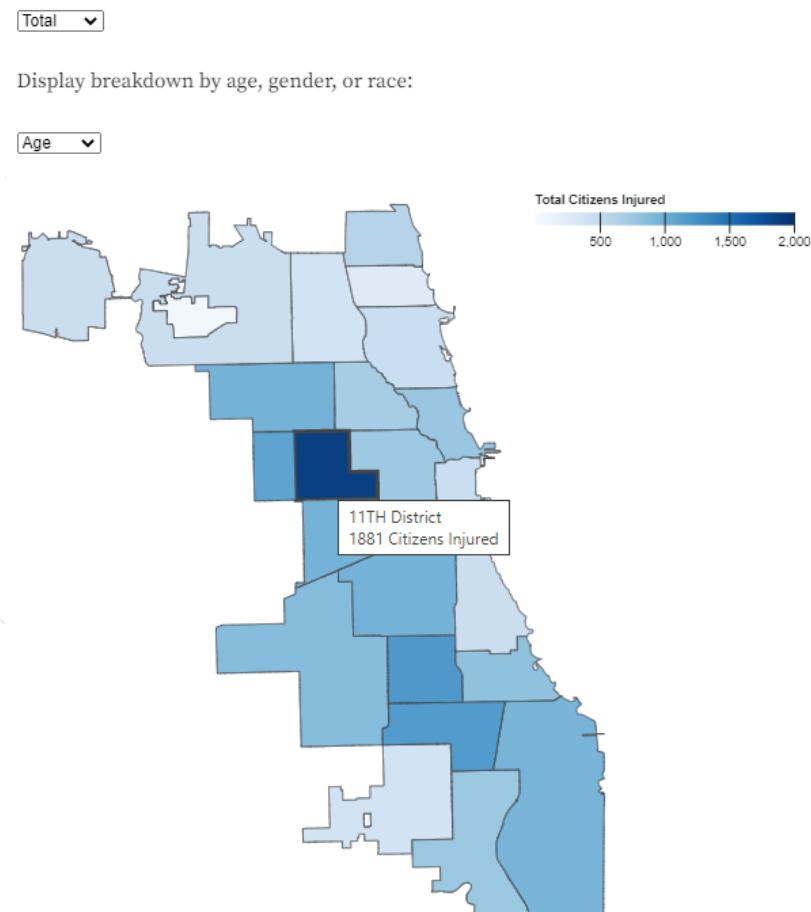 Total
Display breakdown by age, gender, or race:
Age
Total Citizens Injured
500 1,000 1,500 2,000
11TH District
1881 Citizens Injured